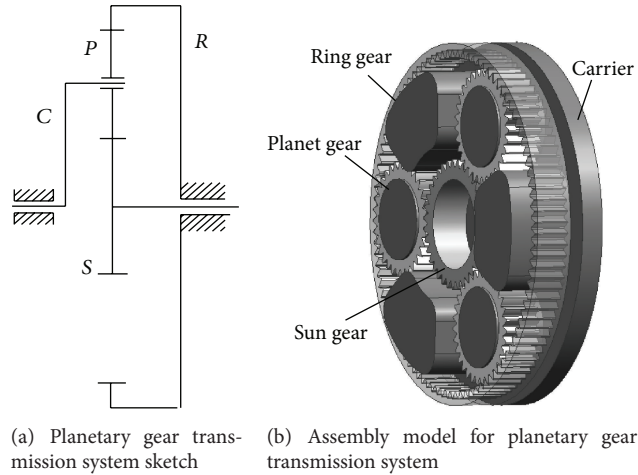 P
R
C
S
Ring gear
Carrier
Planet gear
Sun gear
(a) Planetary gear trans-
mission system sketch
(b) Assembly model for planetary gear
transmission system